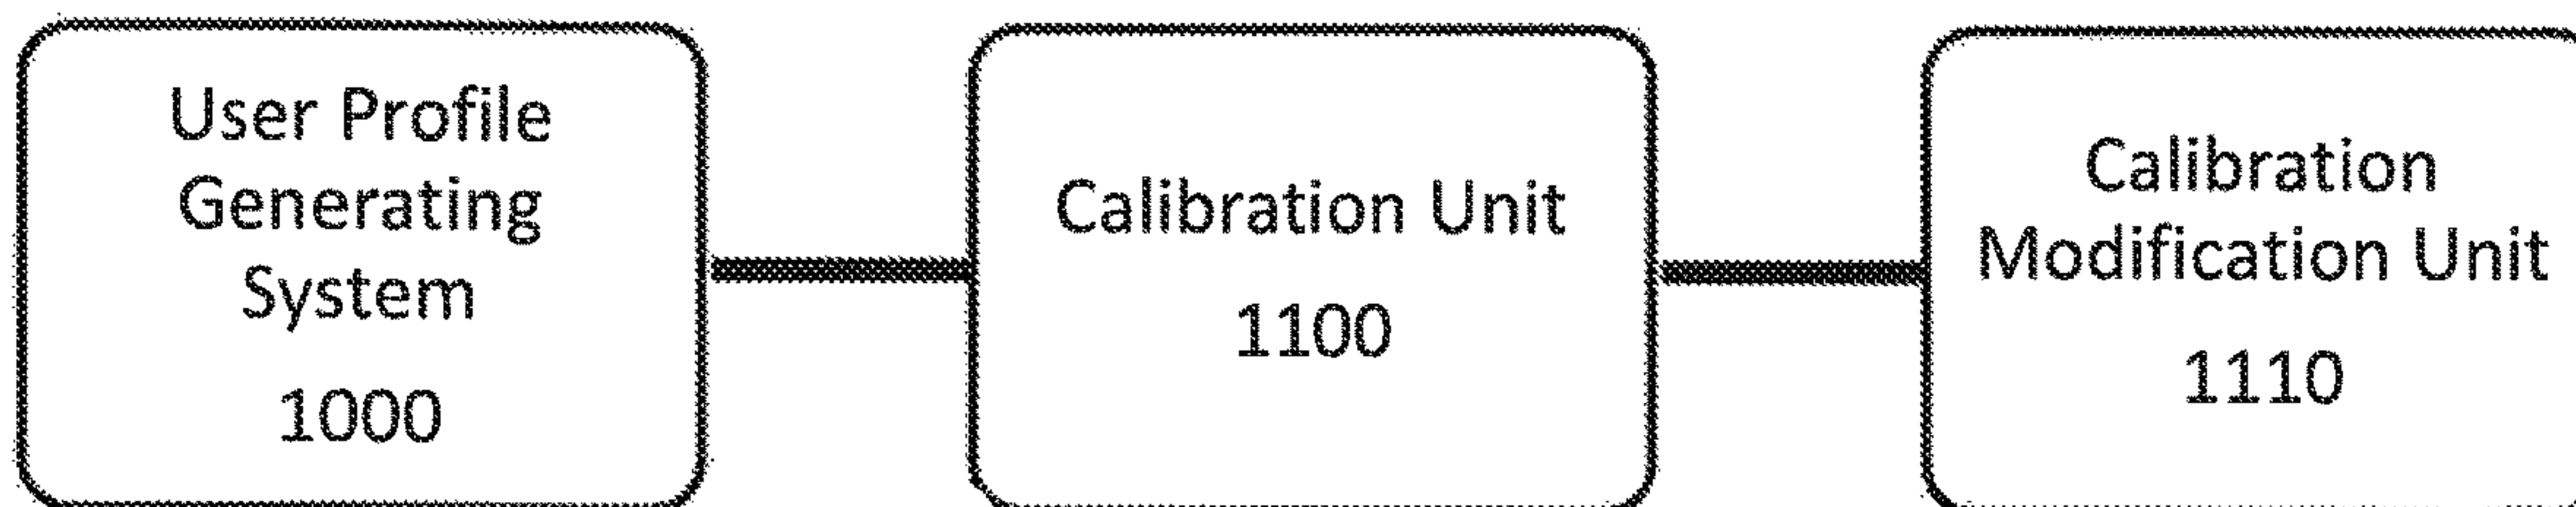 User Profile
Generating
System
1000
Calibration Unit
1100
Calibration
Modification Unit
1110